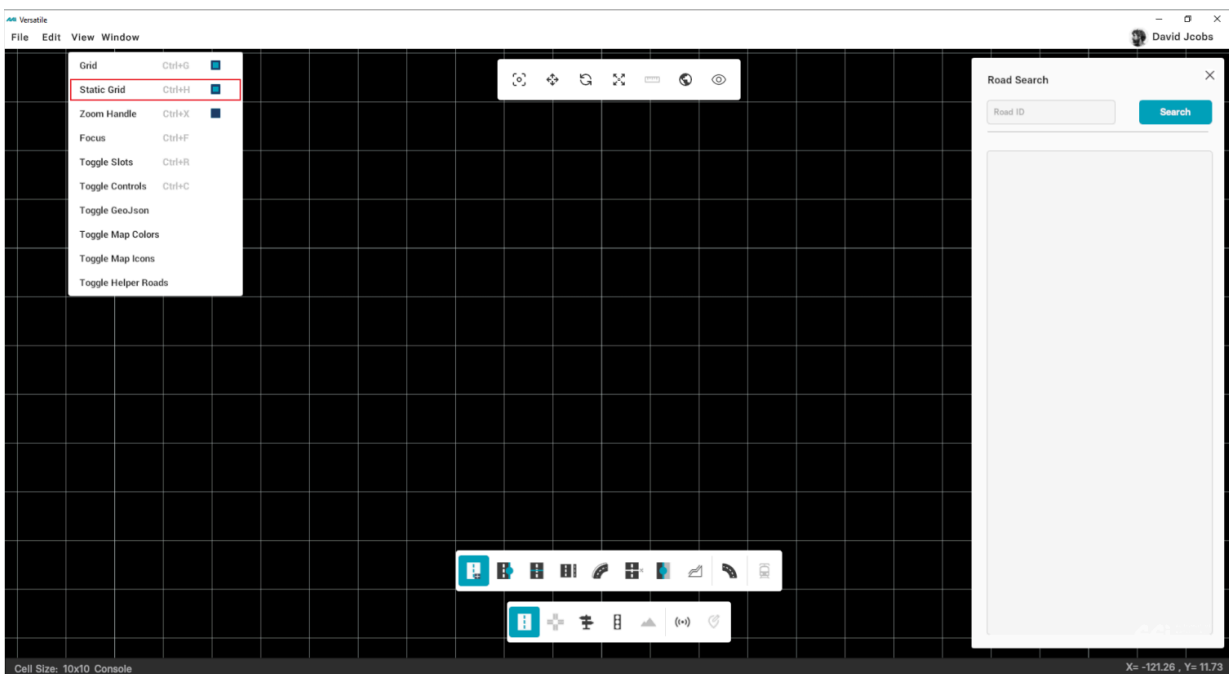 Versatile
File Edit View Window
David Jcobs
Grid Ctrl+G
Static Grid Ctrl+H
Zoom Handle Ctrl+X
Focus Ctrl+F
Toggle Slots Ctrl+R
Toggle Controls Ctrl+C
Toggle GeoJson
Toggle Map Colors
Toggle Map Icons
Toggle Helper Roads
Road Search
Road ID
Search
Cell Size: 10x10 Console
X= -121.26 , Y= 11.73